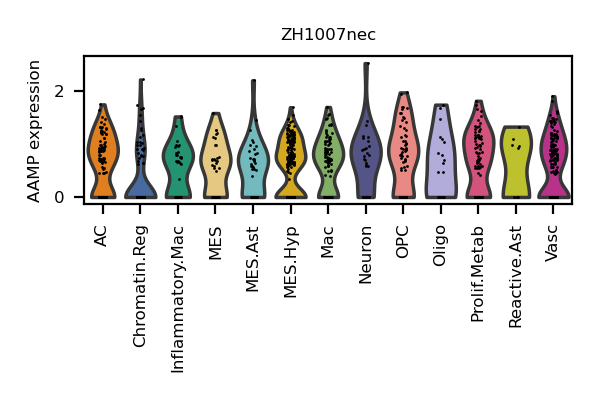 ZH1007nec
AAMP expression
2
0
AC
Chromatin.Reg
Inflammatory.Mac
MES
MES.Ast
MES.Hyp
Mac
Neuron
OPC
Oligo
Prolif.Metab
Reactive.Ast
Vasc